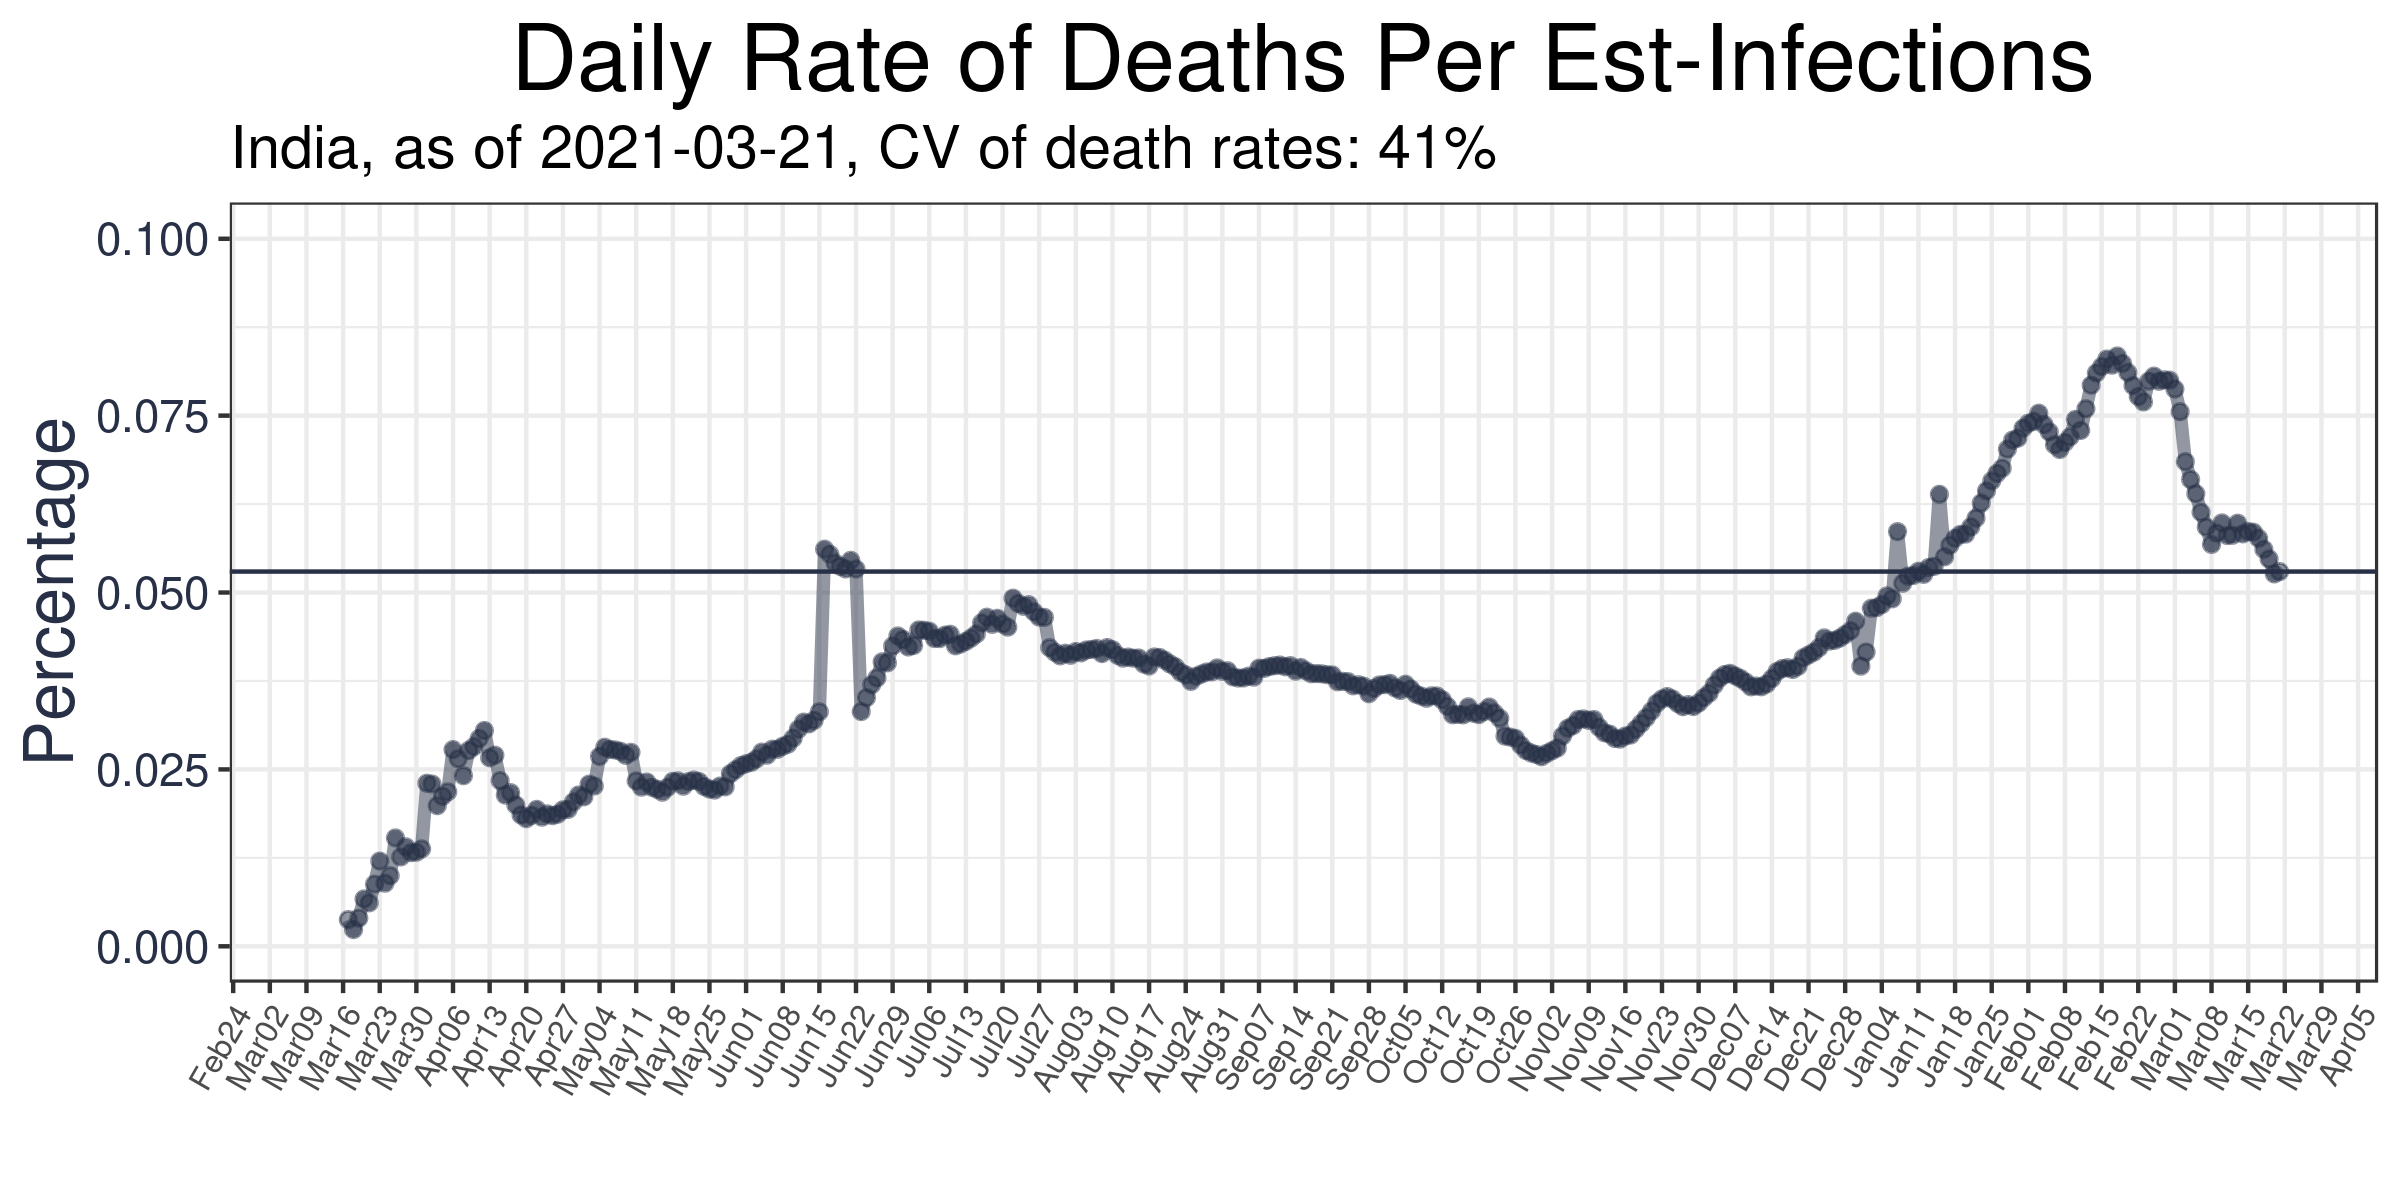 Daily Rate of Deaths Per Est-Infections
India, as of 2021-03-21, CV of death rates: 41%
Percentage
0.100
0.075
0.050
0.025
0.000
Feb24
Mar02
Mar09
Mar16
Mar23
Mar30
Apr06
Apr13
Apr20
Apr27
May04
May11
May18
May25
Jun01
Jun08
Jun15
Jun22
Jun29
Jul06
Jul13
Jul20
Jul27
Aug03
Aug10
Aug17
Aug24
Aug31
Sep07
Sep14
Sep21
Sep28
Oct05
Oct12
Oct19
Oct26
Nov02
Nov09
Nov16
Nov23
Nov30
Dec07
Dec14
Dec21
Dec28
Jan04
Jan11
Jan18
Jan25
Feb01
Feb08
Feb15
Feb22
Mar01
Mar08
Mar15
Mar22
Mar29
Apr05